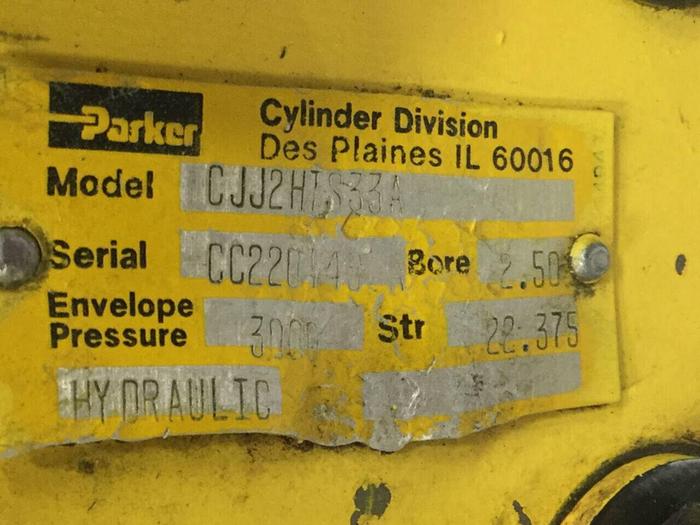 Parker
Cylinder Division
Des Plaines IL 60016
Model CJJ2HTS33A
Serial Bore 2.50
Envelope Pressure 3000 Str 22.375
HYDRAULIC